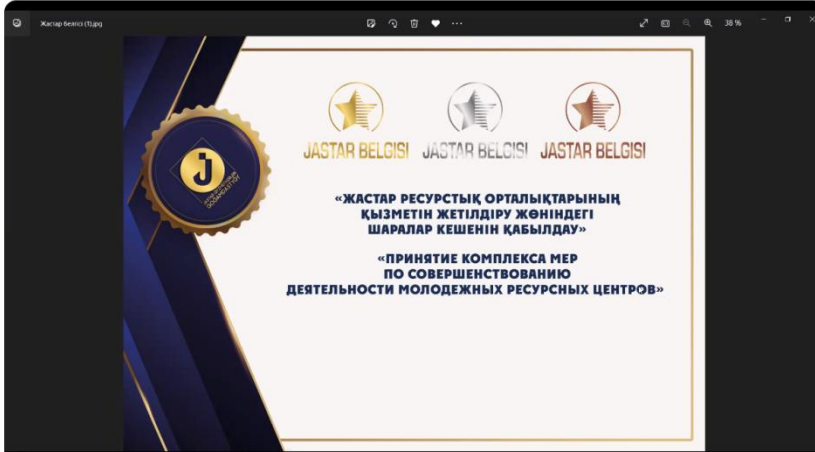 Жастар белгісі (1).jpg
38 %
JASTAR BELGISI JASTAR BELGISI JASTAR BELGISI
J
«ЖАСТАР РЕСУРСТЫҚ ОРТАЛЫҚТАРЫНЫҢ
ҚЫЗМЕТІН ЖЕТІЛДІРУ ЖӨНІНДЕГІ
ШАРАЛАР КЕШЕНІН ҚАБЫЛДАУ»
«ПРИНЯТИЕ КОМПЛЕКСА МЕР
ПО СОВЕРШЕНСТВОВАНИЮ
ДЕЯТЕЛЬНОСТИ МОЛОДЕЖНЫХ РЕСУРСНЫХ ЦЕНТРОВ»